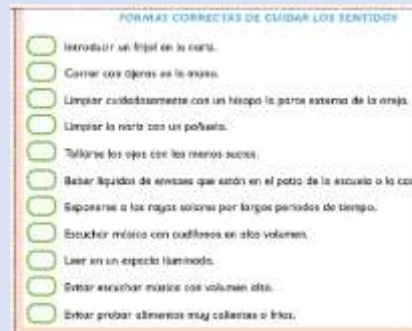 FORMAS CORRECTAS DE CUIDAR LOS SENTIDOS
Introducir un frijol en la nariz.
Correr con tijeras en la mano.
Limpiar cuidadosamente con un hisopo la parte externa de la oreja.
Limpiar la nariz con un pañuelo.
Tallarse los ojos con las manos sucias.
Beber líquidos de envases que están en el patio de la escuela o la
Exponerse a los rayos solares por largos periodos de tiempo.
Escuchar música con audífonos en alto volumen.
Leer en un espacio iluminado.
Evitar escuchar música con volumen alto.
Evitar probar alimentos muy calientes o fríos.